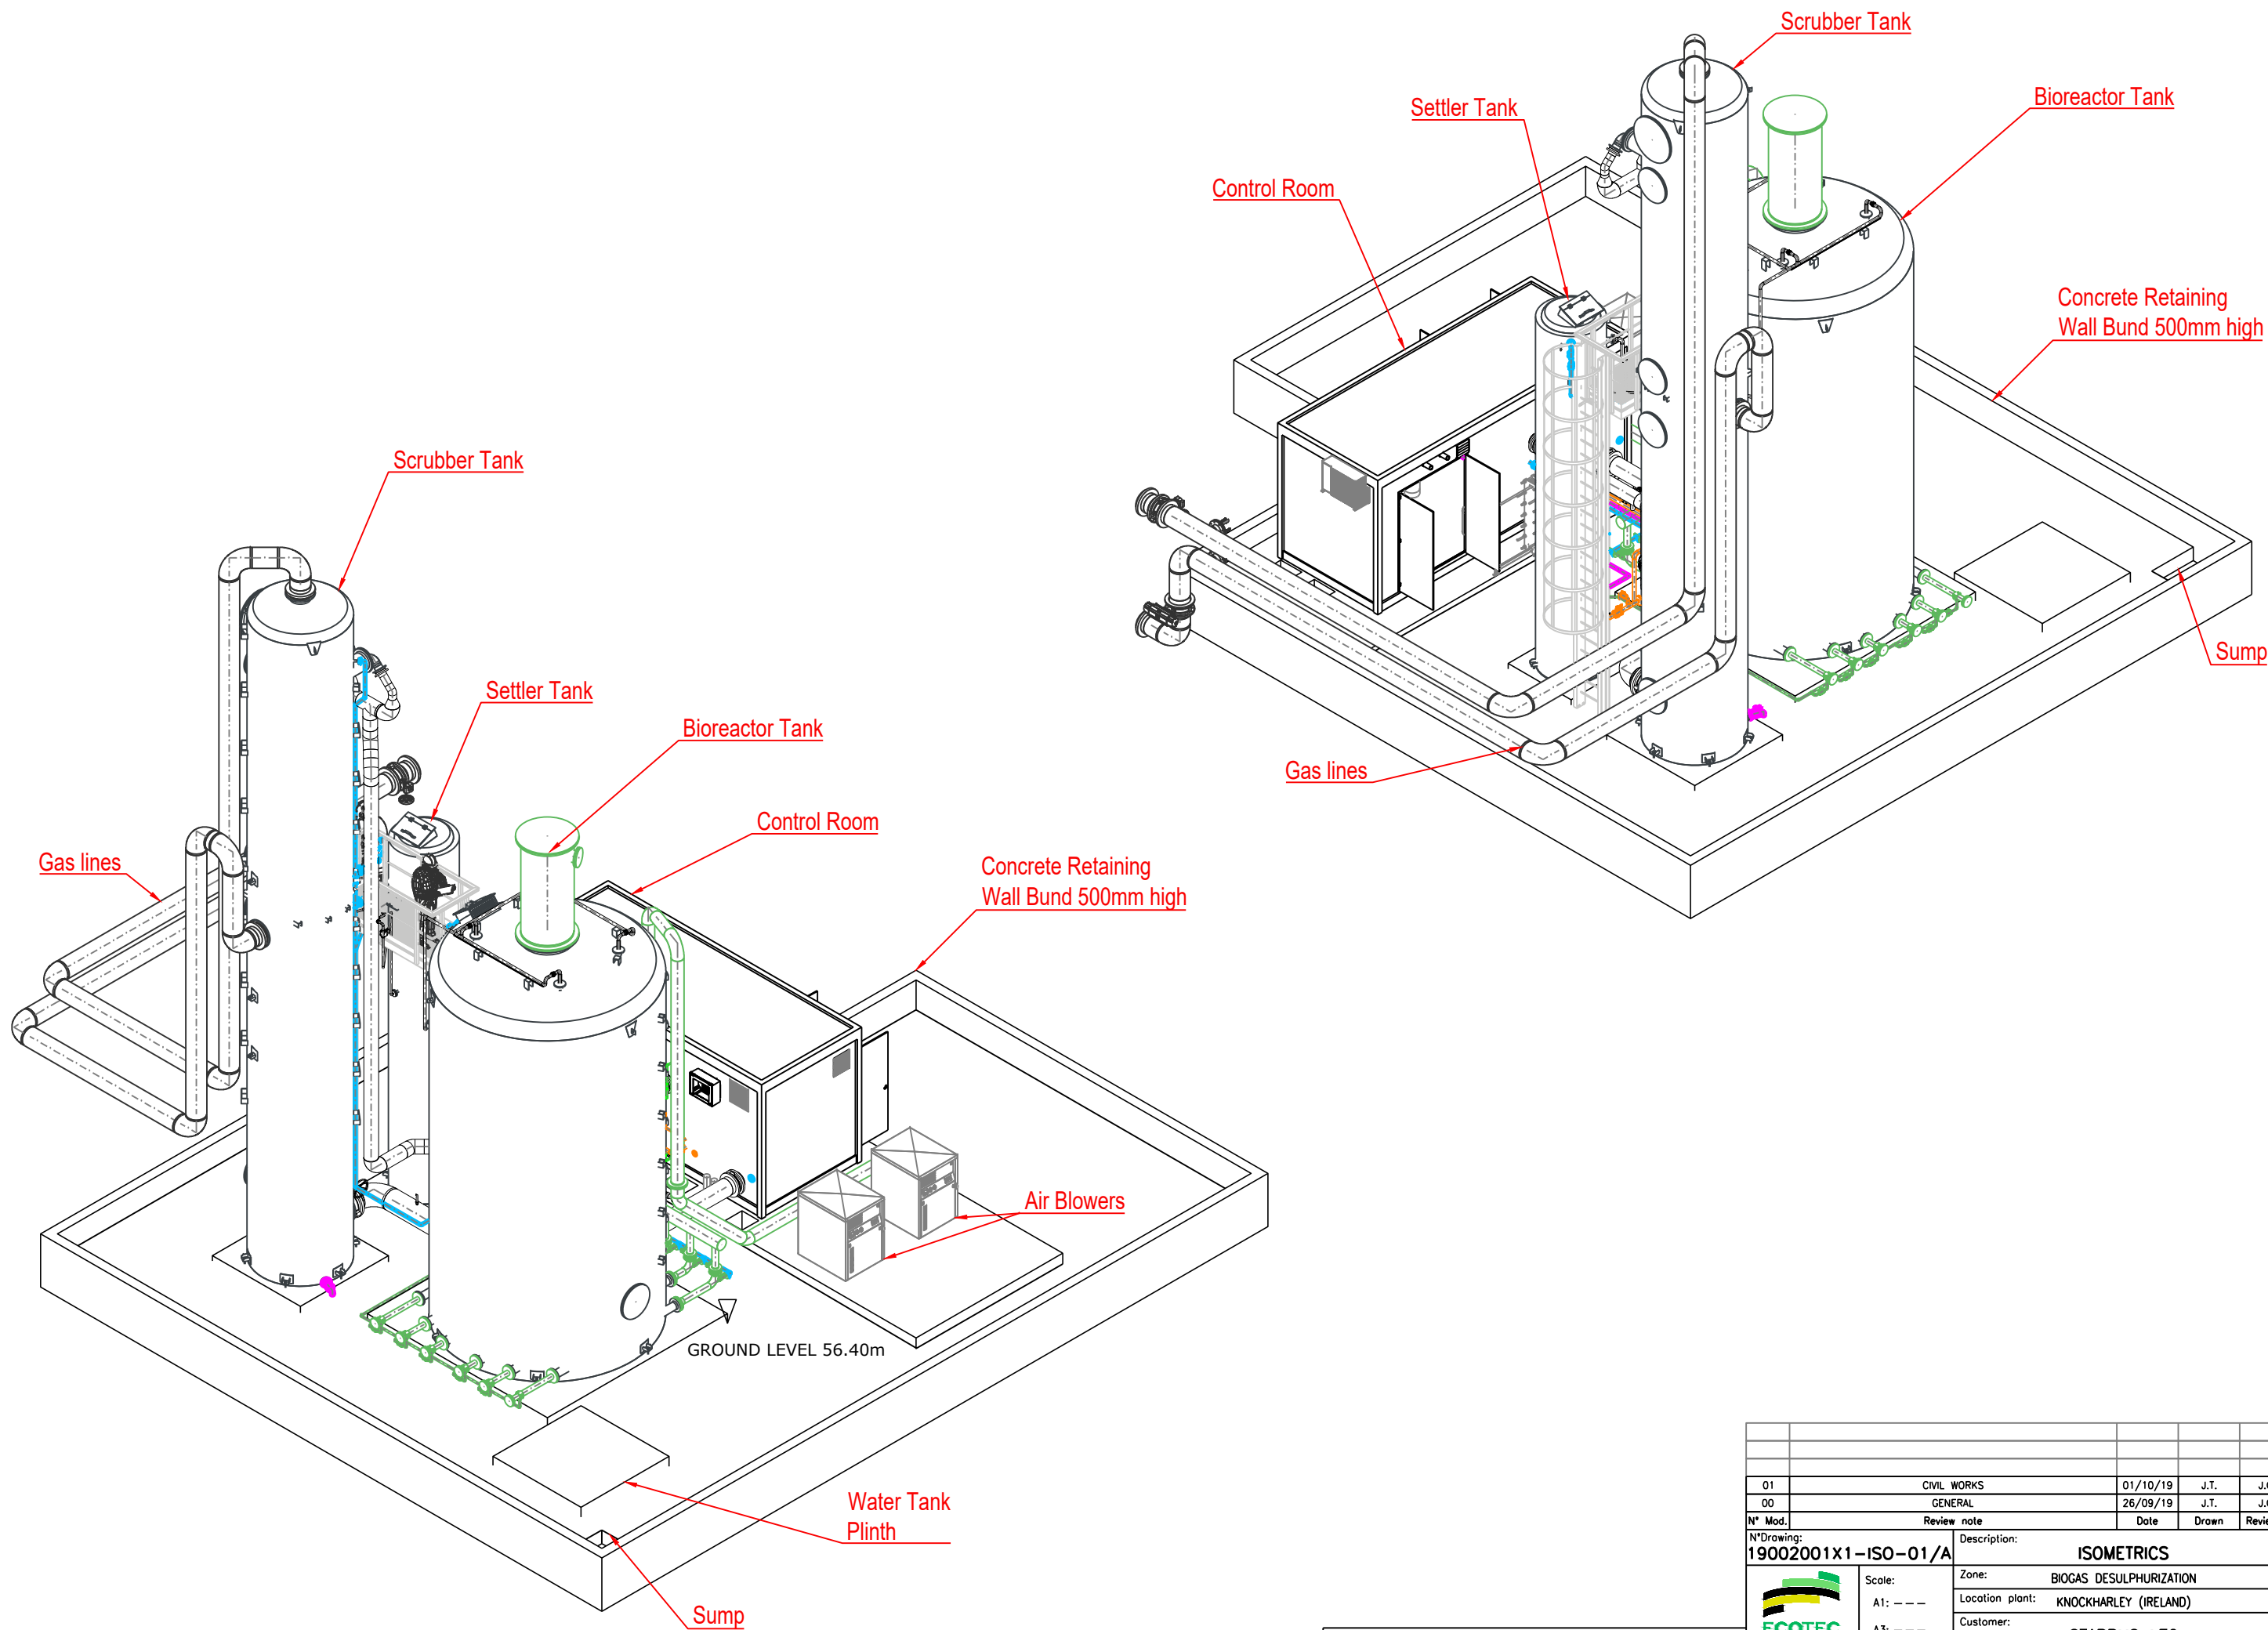 Scrubber Tank
Settler Tank
Bioreactor Tank
Control Room
Concrete Retaining
Wall Bund 500mm high
Sump
Gas lines
Scrubber Tank
Settler Tank
Bioreactor Tank
Control Room
Gas lines
Concrete Retaining
Wall Bund 500mm high
Air Blowers
GROUND LEVEL 56.40m
Water Tank
Plinth
Sump
01 CIVIL WORKS 01/10/19 J.T.
00 GENERAL 26/09/19 J.T.
N° Mod. Review note Date Drawn
N°Drawing:
19002001X1-ISO-01/A
Description:
ISOMETRICS
Scale:
A1: ---
Zone: BIOGAS DESULPHURIZATION
Location plant: KNOCKHARLEY (IRELAND)
Customer:
ECOTEC
A3: